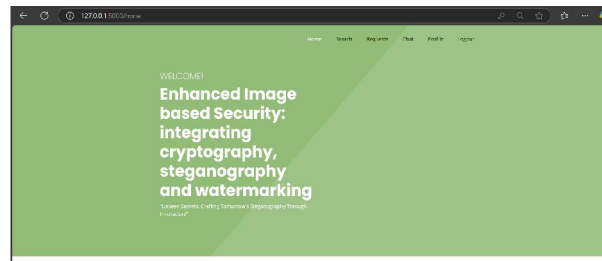 127.0.0.1:5000/home
Home Search Requests Chat Profile Logout
WELCOME!
Enhanced Image
based Security:
integrating
cryptography,
steganography
and watermarking
"Unseen Secrets: Crafting Tomorrow's Steganography Through
Innovation"